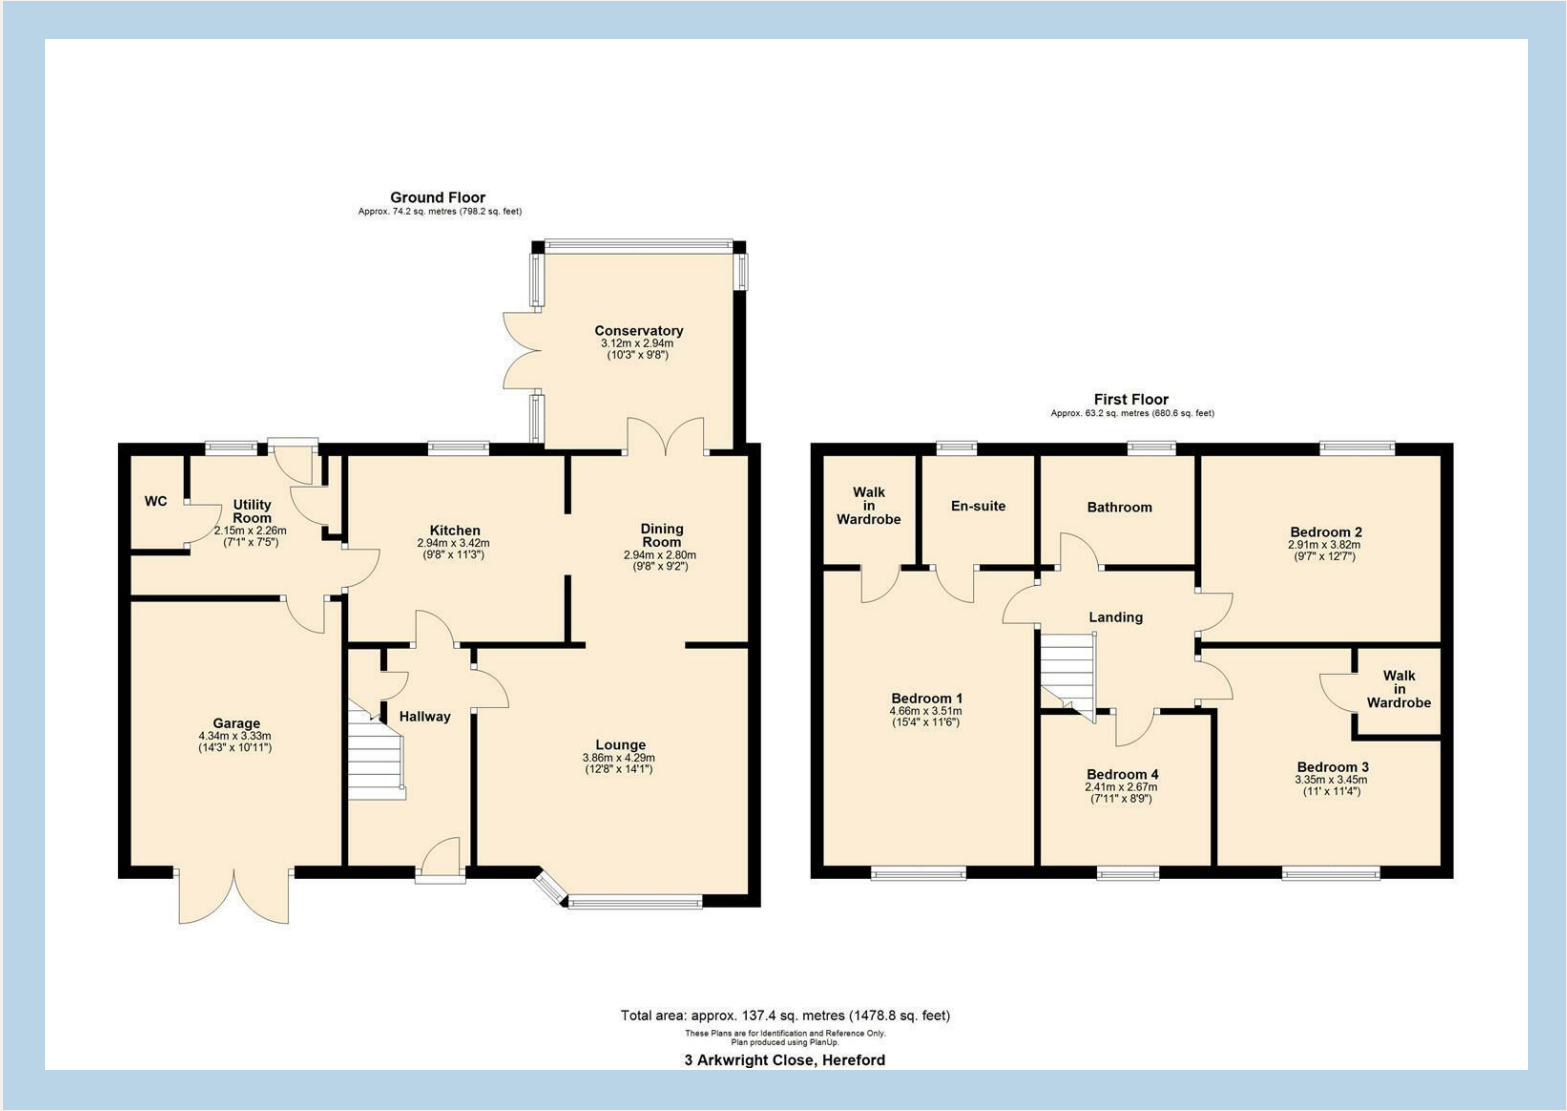 Ground Floor
Approx. 74.2 sq. metres (798.2 sq. feet)
Conservatory
3.12m x 2.94m
(10'3" x 9'8")
WC
Utility
Room
2.15m x 2.26m
(7'1" x 7'5")
Kitchen
2.94m x 3.42m
(9'8" x 11'3")
Dining
Room
2.94m x 2.80m
(9'8" x 9'2")
Garage
4.34m x 3.33m
(14'3" x 10'11")
Hallway
Lounge
3.86m x 4.29m
(12'8" x 14'1")
First Floor
Approx. 63.2 sq. metres (680.6 sq. feet)
Walk
in
Wardrobe
En-suite
Bathroom
Bedroom 2
2.91m x 3.82m
(9'7" x 12'7")
Landing
Bedroom 1
4.66m x 3.51m
(15'4" x 11'6")
Walk
in
Wardrobe
Bedroom 4
2.41m x 2.67m
(7'11" x 8'9")
Bedroom 3
3.35m x 3.45m
(11' x 11'4")
Total area: approx. 137.4 sq. metres (1478.8 sq. feet)
These Plans are for Identification and Reference Only.
Plan produced using PlanUp.
3 Arkwright Close, Hereford